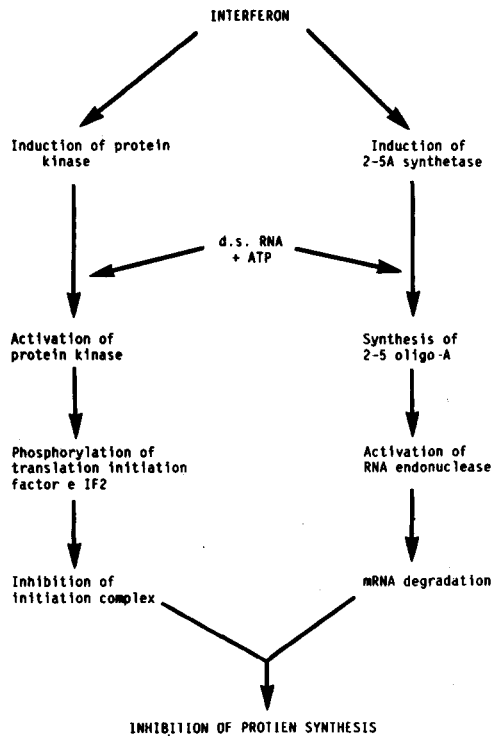 INTERFERON
Induction of protein
kinase
Induction of
2-5A synthetase
d.s. RNA
+ ATP
Activation of
protein kinase
Synthesis of
2-5 oligo-A
Phosphorylation of
translation initiation
factor e IF2
Activation of
RNA endonuclease
Inhibition of
initiation complex
mRNA degradation
INHIBITION OF PROTIEN SYNTHESIS